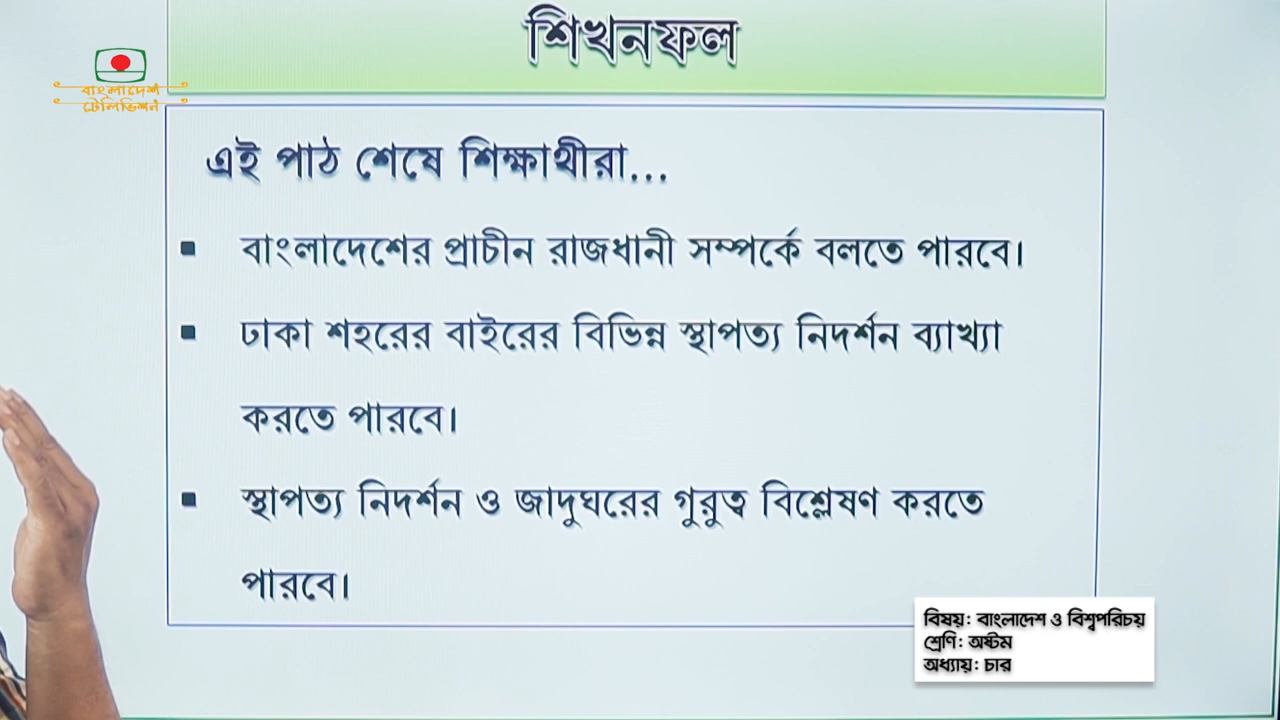 শিখনফল
বাংলাদেশ
টেলিভিশন
এই পাঠ শেষে শিক্ষার্থীরা...
▪ বাংলাদেশের প্রাচীন রাজধানী সম্পর্কে বলতে পারবে।
▪ ঢাকা শহরের বাইরের বিভিন্ন স্থাপত্য নিদর্শন ব্যাখ্যা
করতে পারবে।
▪ স্থাপত্য নিদর্শন ও জাদুঘরের গুরুত্ব বিশ্লেষণ করতে
পারবে।
বিষয়: বাংলাদেশ ও বিশ্বপরিচয়
শ্রেণি: অষ্টম
অধ্যায়: চার